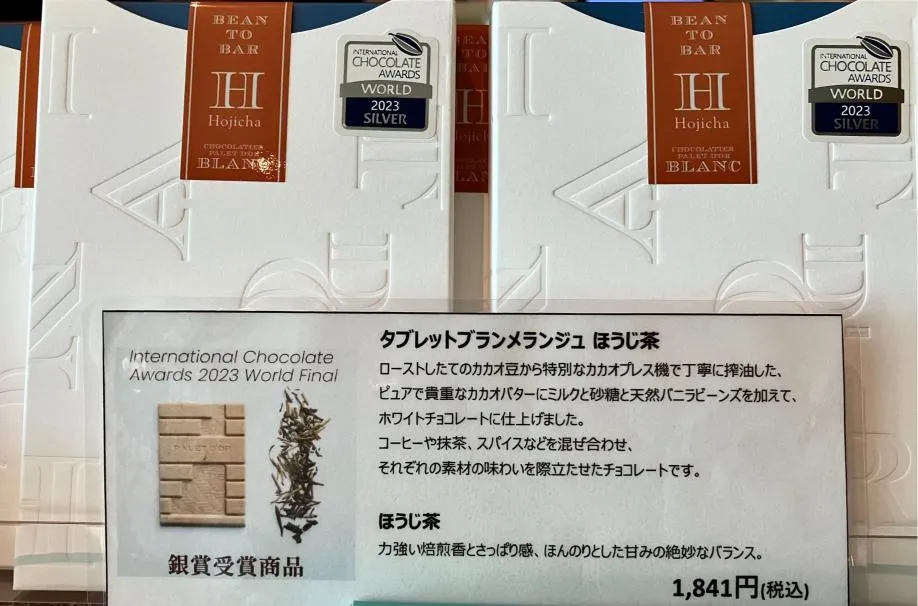 BEAN
TO
BAR
H
Hojicha
CHOCOLATIER
PALET D'OR
BLANC
INTERNATIONAL
CHOCOLATE
AWARDS
WORLD
2023
SILVER
BEAN
TO
BAR
H
Hojicha
CHOCOLATIER
PALET D'OR
BLANC
INTERNATIONAL
CHOCOLATE
AWARDS
WORLD
2023
SILVER
International Chocolate
Awards 2023 World Final
PALET D'OR
銀賞受賞商品
タブレットブランメランジュ ほうじ茶
ローストしたてのカカオ豆から特別なカカオプレス機で丁寧に搾油した、
ピュアで貴重なカカオバターにミルクと砂糖と天然バニラビーンズを加えて、
ホワイトチョコレートに仕上げました。
コーヒーや抹茶、スパイスなどを混ぜ合わせ、
それぞれの素材の味わいを際立たせたチョコレートです。
ほうじ茶
力強い焙煎香とさっぱり感、ほんのりとした甘みの絶妙なバランス。
1,841円(税込)